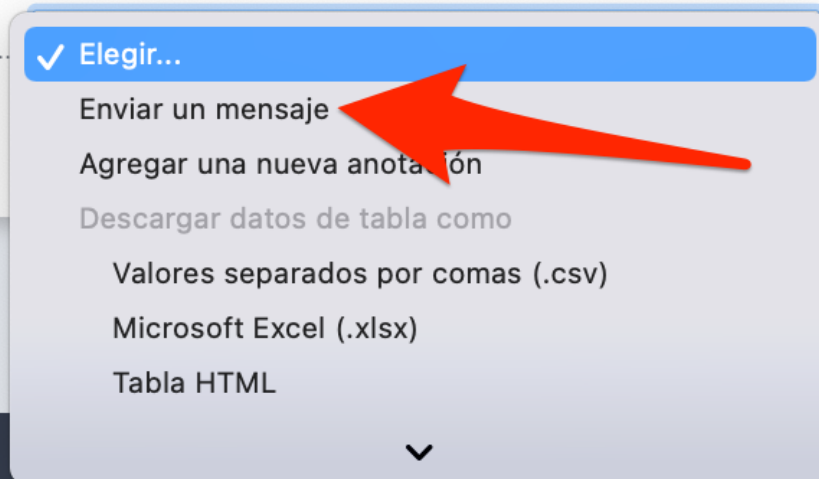 Elegir...
Enviar un mensaje
Agregar una nueva anotación
Descargar datos de tabla como
Valores separados por comas (.csv)
Microsoft Excel (.xlsx)
Tabla HTML